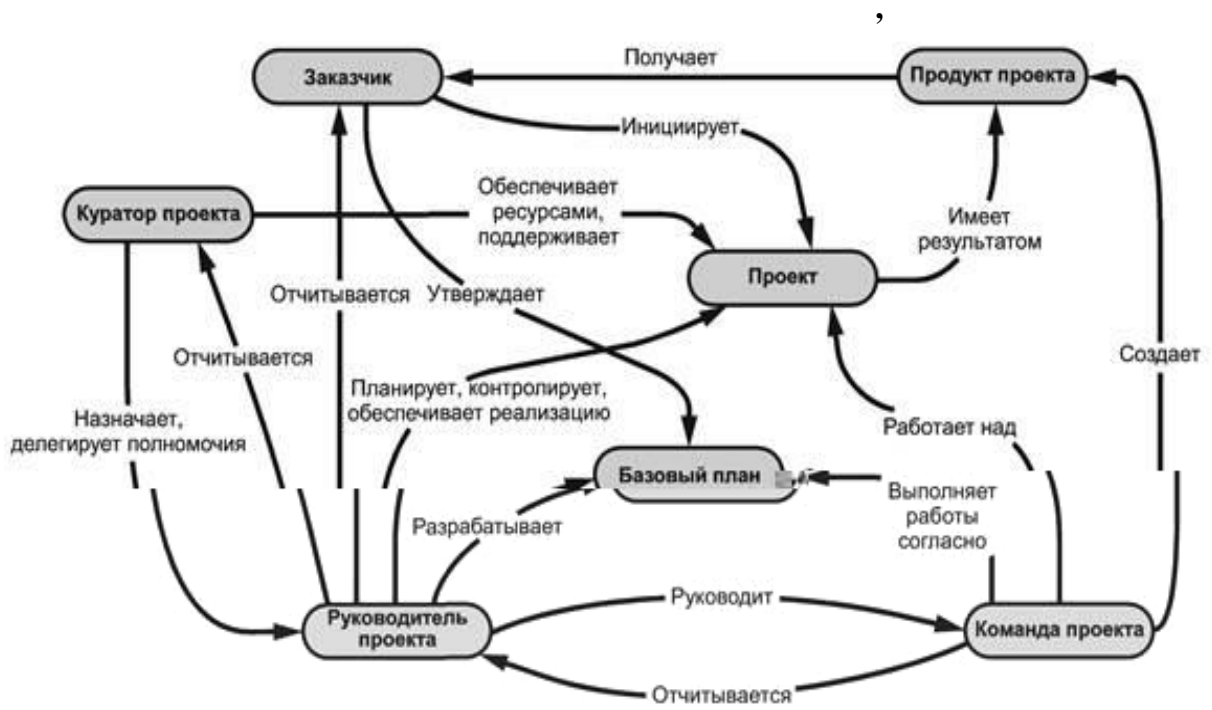 ,
Получает
Заказчик
Продукт проекта
Инициирует
Обеспечивает
ресурсами,
поддерживает
Куратор проекта
Имеет
результатом
Проект
Отчитывается
Утверждает
Отчитывается
Создает
Планирует, контролирует,
обеспечивает реализацию
Назначает,
делегирует полномочия
Работает над
Базовый план
Выполняет
работы
согласно
Разрабатывает
Руководит
Руководитель
проекта
Команда проекта
Отчитывается